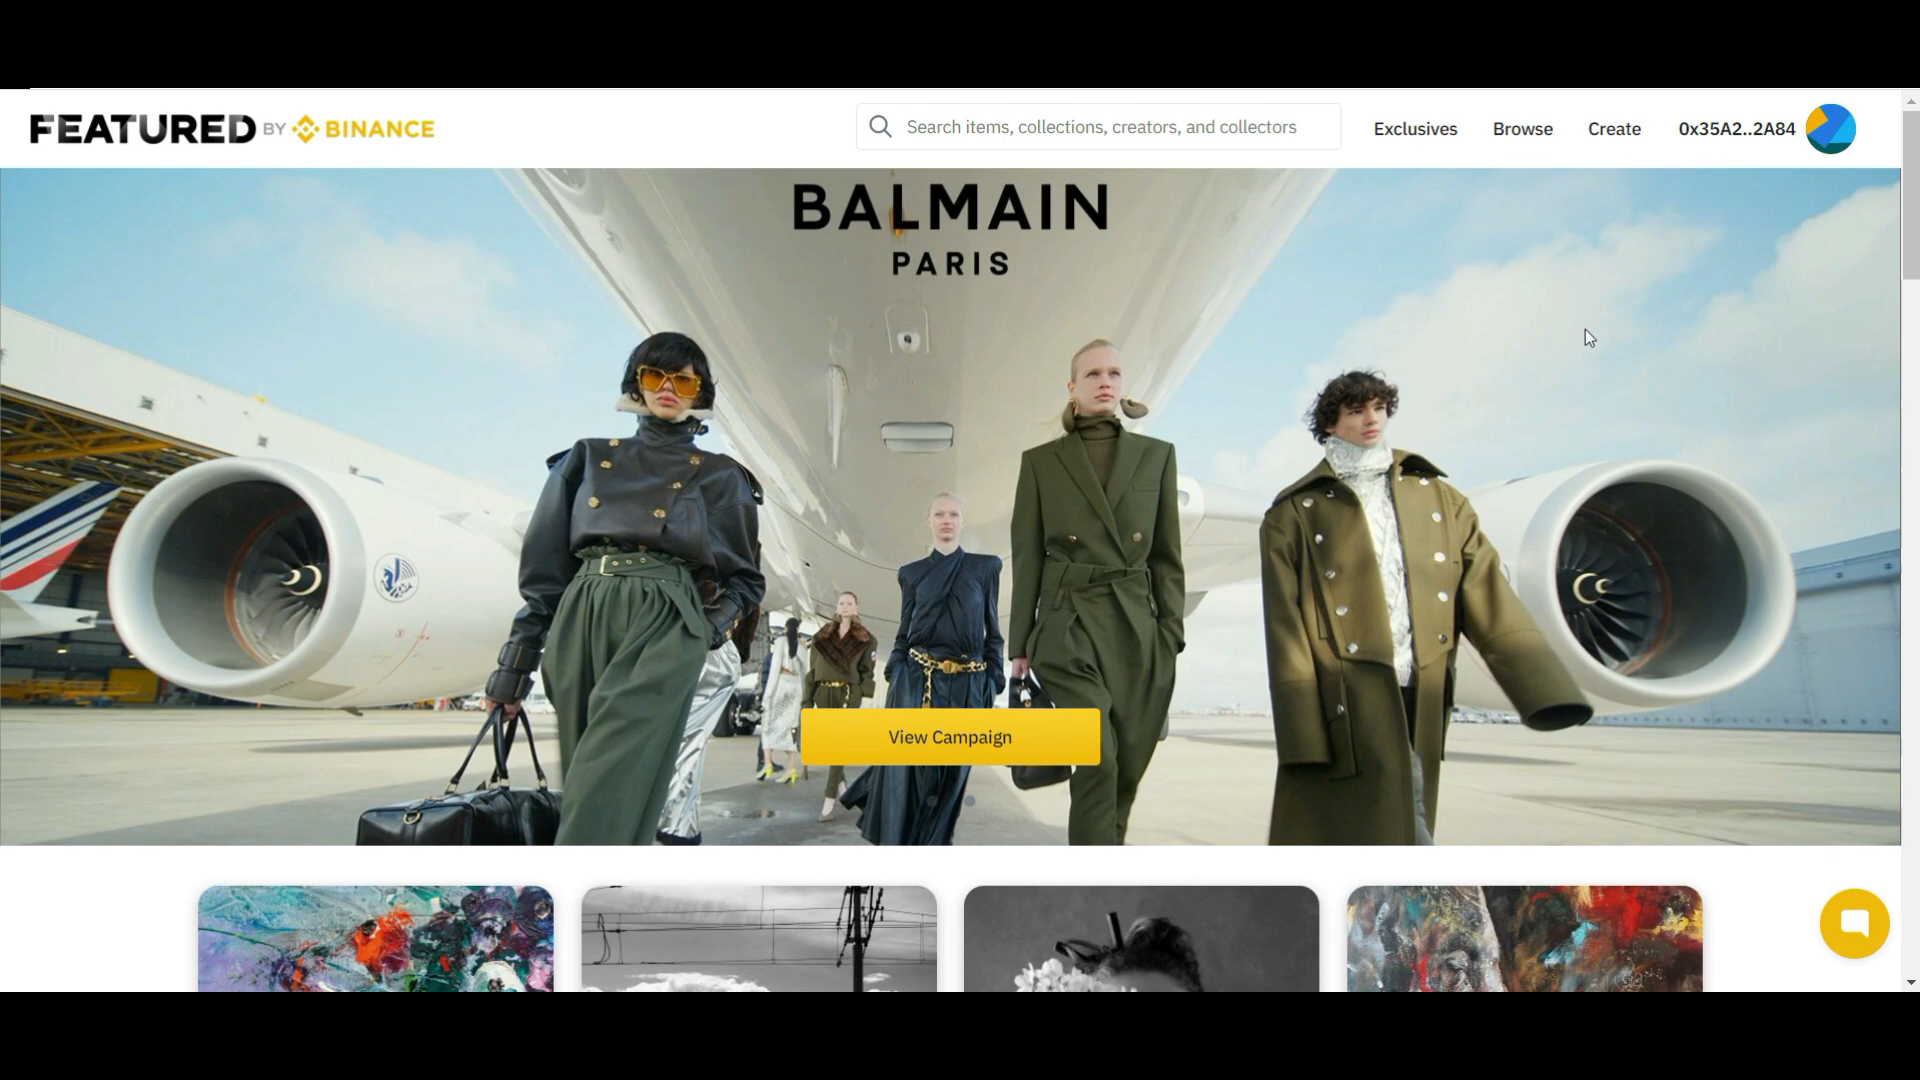 FEATURED BY BINANCE
Search items, collections, creators, and collectors
Exclusives
Browse
Create
0x35A2..2A84
BALMAIN
PARIS
View Campaign